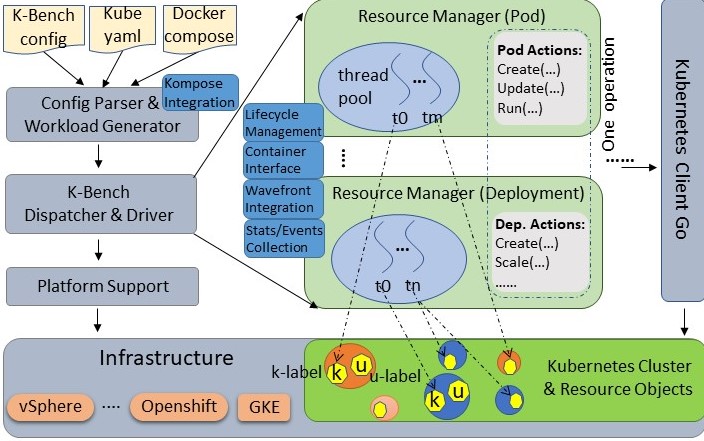 K-Bench
config
Kube
yaml
Docker
compose
Kompose
Integration
Config Parser &
Workload Generator
K-Bench
Dispatcher & Driver
Platform Support
Lifecycle
Management
Container
Interface
Wavefront
Integration
Stats/Events
Collection
Resource Manager (Pod)
thread
pool
...
t0 tm
Pod Actions:
Create(...)
Update(...)
Run(...)
One operation
......
Kubernetes Client Go
Resource Manager (Deployment)
...
t0 tn
Dep. Actions:
Create(...)
Scale(...)
......
Infrastructure
vSphere
....
Openshift
GKE
k-label
k
u
u-label
k
u
Kubernetes Cluster
& Resource Objects